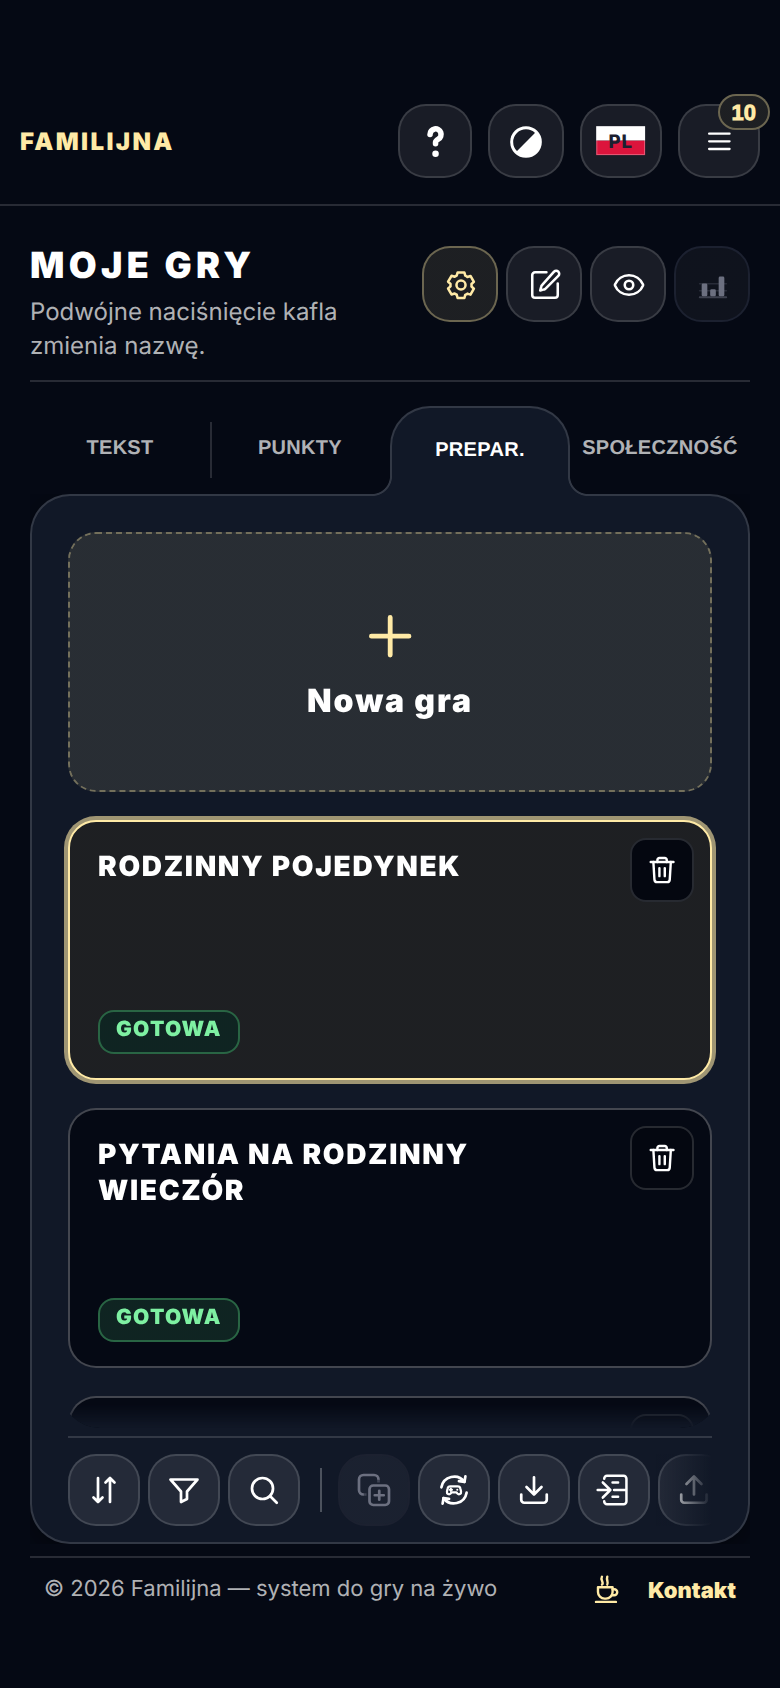 FAMILIJNA
?
PL
10
MOJE GRY
Podwójne naciśnięcie kafla
zmienia nazwę.
TEKST
PUNKTY
PREPAR.
SPOŁECZNOŚĆ
Nowa gra
RODZINNY POJEDYNEK
GOTOWA
PYTANIA NA RODZINNY
WIECZÓR
GOTOWA
© 2026 Familijna — system do gry na żywo
Kontakt